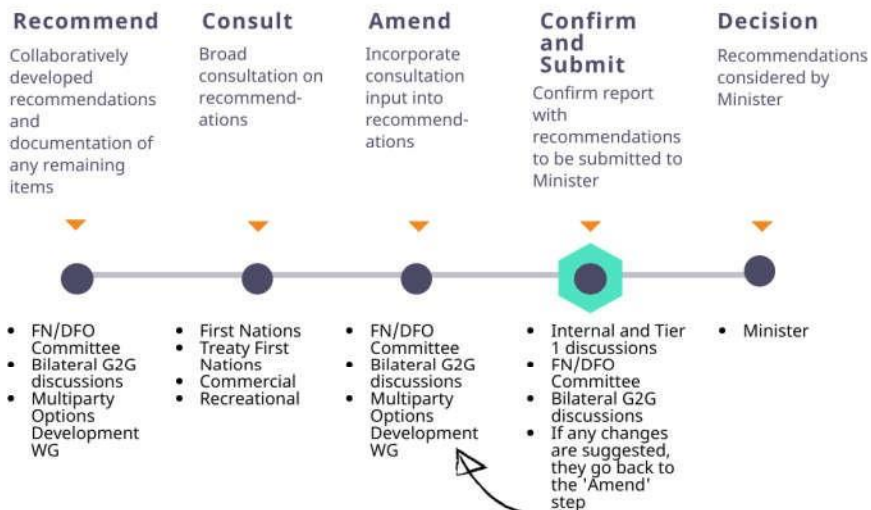 Recommend
Collaboratively
developed
recommendations
and
documentation of
any remaining
items
Consult
Broad
consultation on
recommend-
ations
Amend
Incorporate
consultation
input into
recommend-
ations
Confirm
and
Submit
Confirm report
with
recommendations
to be submitted to
Minister
Decision
Recommendations
considered by
Minister
• FN/DFO
Committee
• Bilateral G2G
discussions
• Multiparty
Options
Development
WG
• First Nations
• Treaty First
Nations
• Commercial
• Recreational
• FN/DFO
Committee
• Bilateral G2G
discussions
• Multiparty
Options
Development
WG
• Internal and Tier
1 discussions
• FN/DFO
Committee
• Bilateral G2G
discussions
• If any changes
are suggested,
they go back to
the 'Amend'
step
• Minister